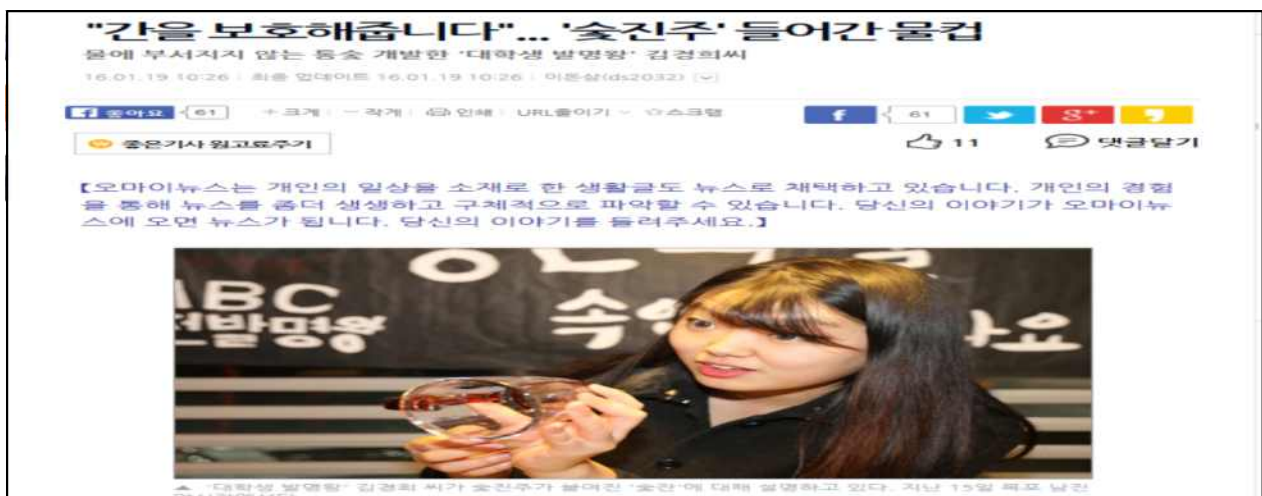 "간을 보호해줍니다"... '숯진주' 들어간 물컵
물에 부서지지 않는 통숯 개발한 '대학생 발명왕' 김경희씨
16.01.19 10:26 | 최종 업데이트 16.01.19 10:26 | 이돈삼(ds2032)
좋아요 61 + 크게 | - 작게 | 인쇄 | URL줄이기 스크랩 61
좋은기사 원고료주기 11 댓글달기
【오마이뉴스는 개인의 일상을 소재로 한 생활글도 뉴스로 채택하고 있습니다. 개인의 경험
을 통해 뉴스를 좀더 생생하고 구체적으로 파악할 수 있습니다. 당신의 이야기가 오마이뉴
스에 오면 뉴스가 됩니다. 당신의 이야기를 들려주세요.】
ABC
발명왕
▲ '대학생 발명왕' 김경희 씨가 숯진주가 붙여진 '숯잔'에 대해 설명하고 있다. 지난 15일 목포 남진